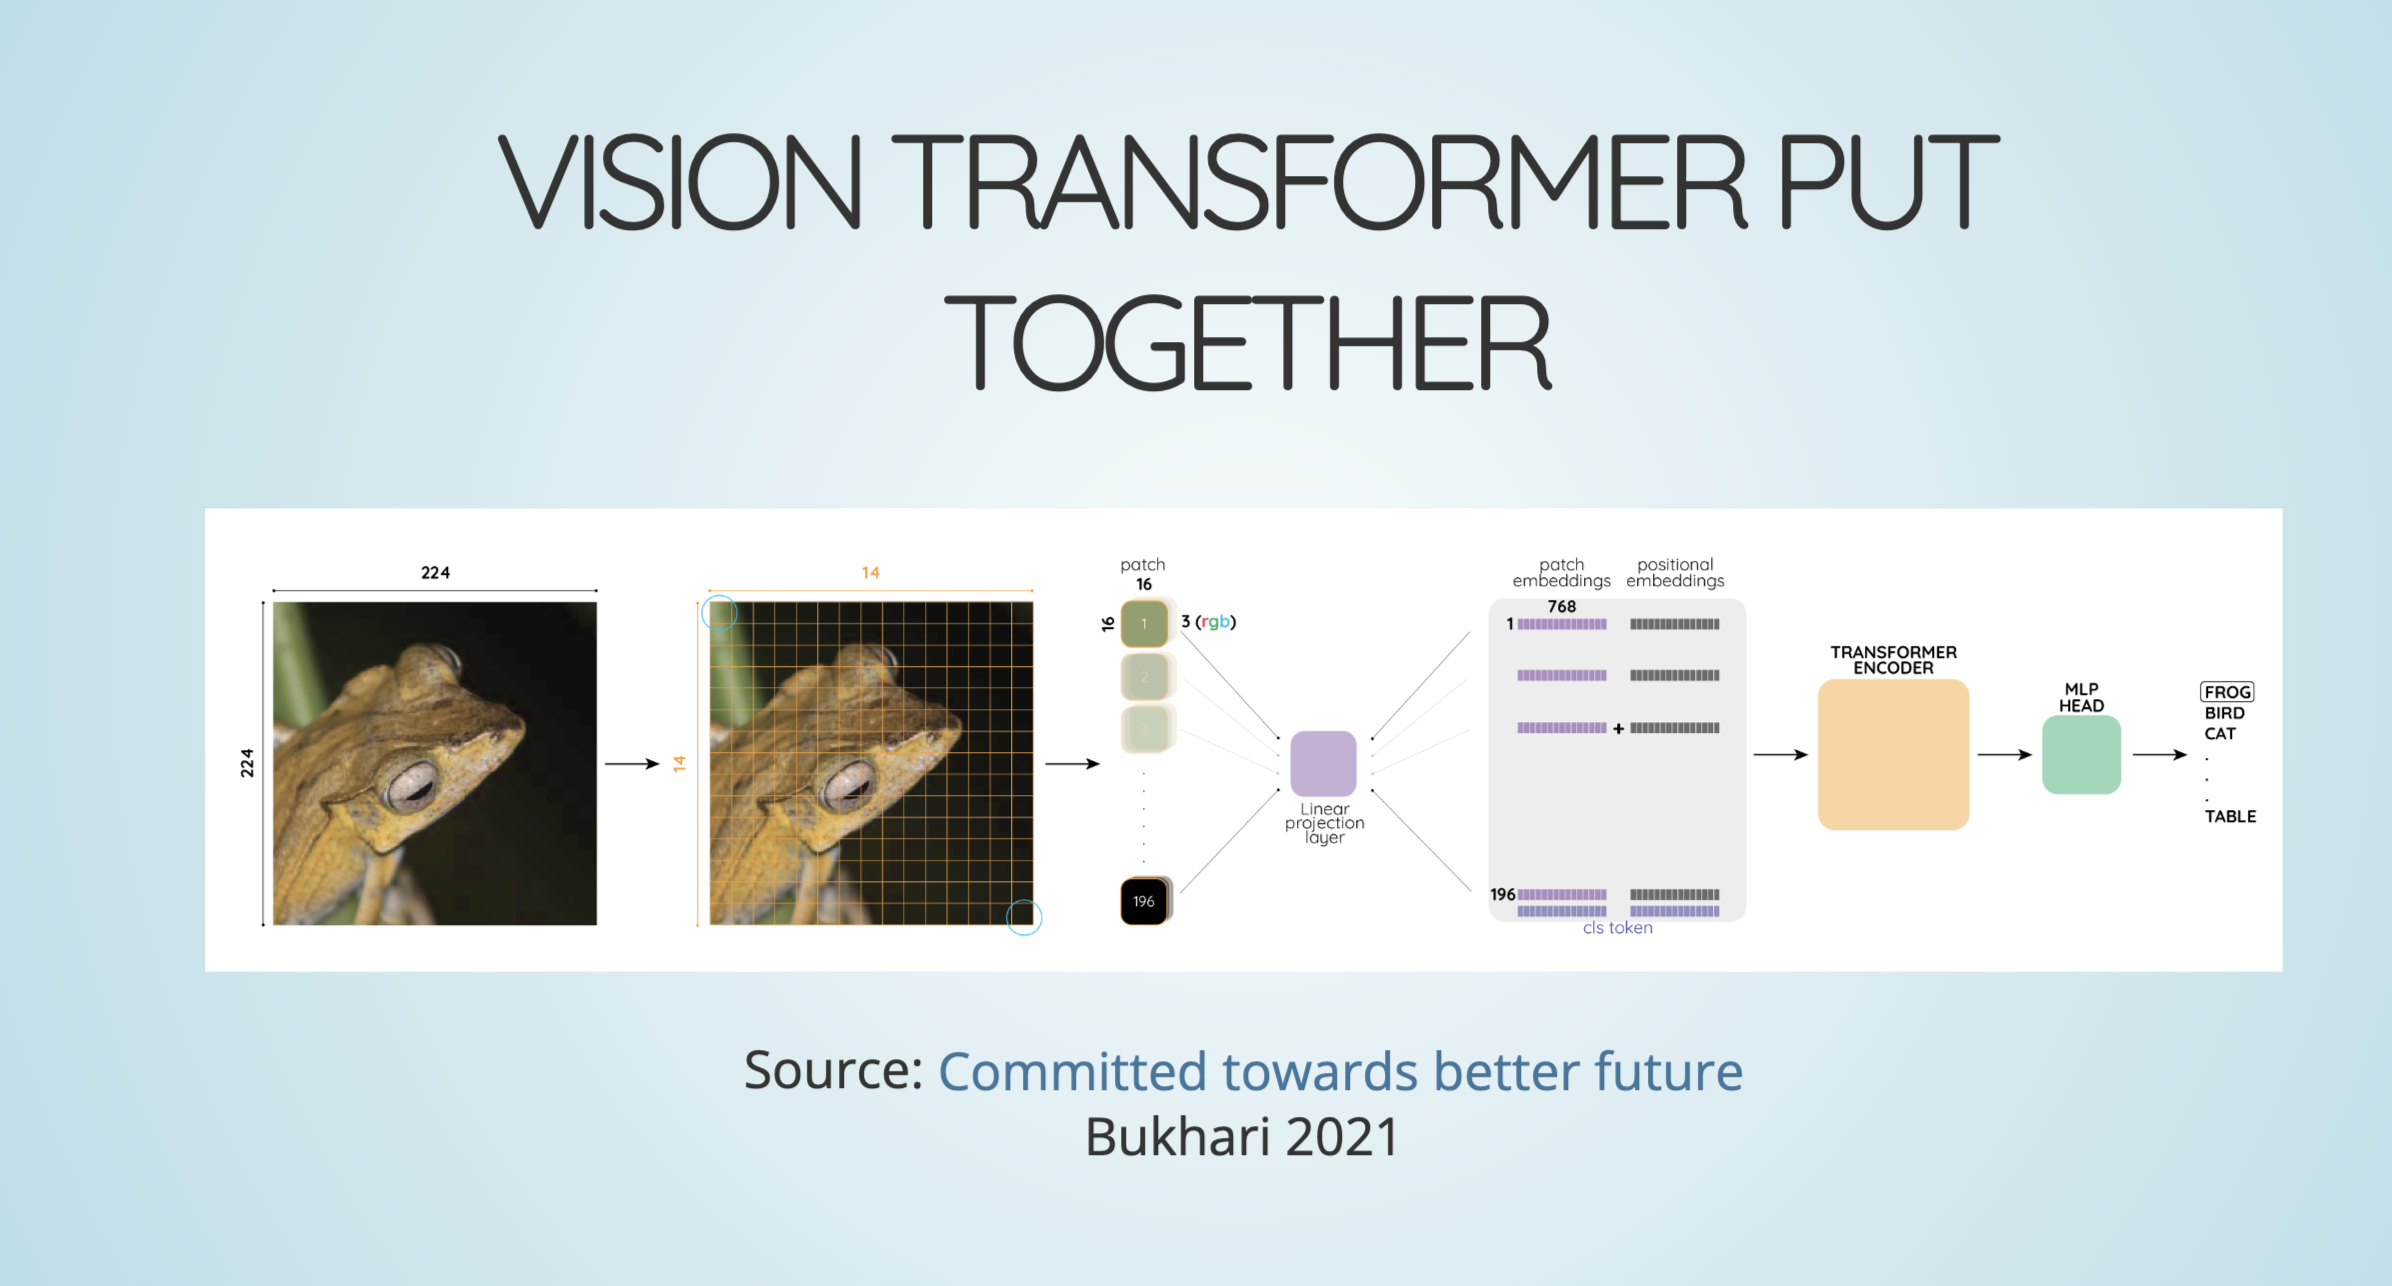 VISION TRANSFORMER PUT
TOGETHER
224
224
14
14
patch
16
16
3 (rgb)
1
2
3
196
Linear
projection
layer
patch
embeddings
positional
embeddings
768
1
+
196
cls token
TRANSFORMER
ENCODER
MLP
HEAD
FROG
BIRD
CAT
.
.
.
TABLE
Source: Committed towards better future
Bukhari 2021